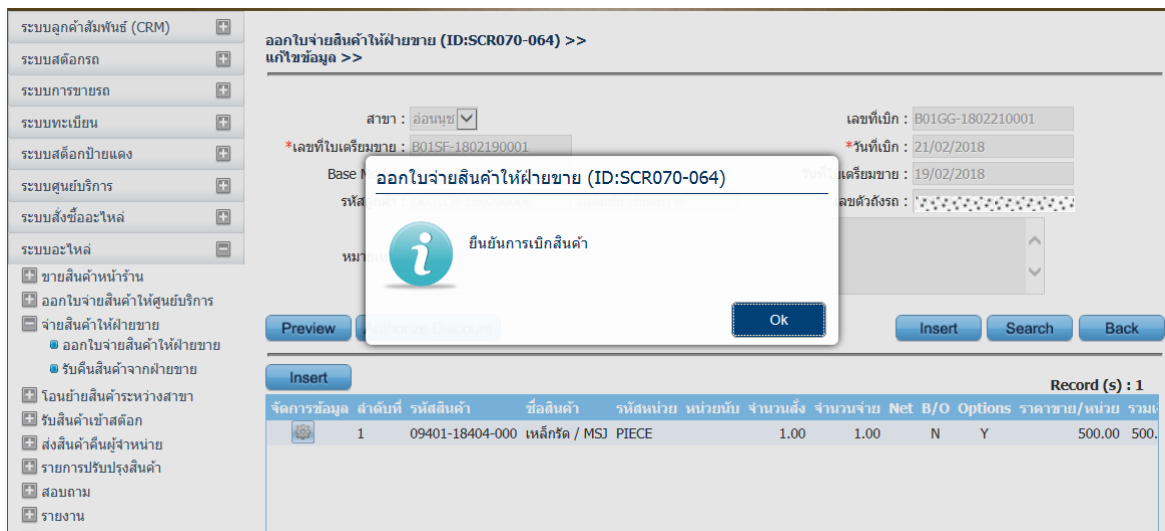 ระบบลูกค้าสัมพันธ์ (CRM)
ระบบสต๊อกรถ
ระบบการขายรถ
ระบบทะเบียน
ระบบสต็อกป้ายแดง
ระบบศูนย์บริการ
ระบบสั่งซื้ออะไหล่
ระบบอะไหล่
ขายสินค้าหน้าร้าน
ออกใบจ่ายสินค้าให้ศูนย์บริการ
จ่ายสินค้าให้ฝ่ายขาย
ออกใบจ่ายสินค้าให้ฝ่ายขาย
รับคืนสินค้าจากฝ่ายขาย
โอนย้ายสินค้าระหว่างสาขา
รับสินค้าเข้าสต๊อก
ส่งสินค้าคืนผู้จำหน่าย
รายการปรับปรุงสินค้า
สอบถาม
รายงาน
ออกใบจ่ายสินค้าให้ฝ่ายขาย (ID:SCR070-064) >>
แก้ไขข้อมูล >>
สาขา : อ่อนนุช
เลขที่เบิก : B01GG-1802210001
*เลขที่ใบเตรียมขาย : B01SF-1802190001
*วันที่เบิก : 21/02/2018
Base
เตรียมขาย : 19/02/2018
รหัส
เลขตัวถังรถ :
ออกใบจ่ายสินค้าให้ฝ่ายขาย (ID:SCR070-064)
ยืนยันการเบิกสินค้า
Ok
Preview
Insert Search Back
Insert
Record (s) : 1
จัดการข้อมูล ลำดับที่ รหัสสินค้า ชื่อสินค้า รหัสหน่วย หน่วยนับ จำนวนสั่ง จำนวนจ่าย Net B/O Options ราคาขาย/หน่วย
1 09401-18404-000 เหล็กรัด / MSJ PIECE 1.00 1.00 N Y 500.00 500.